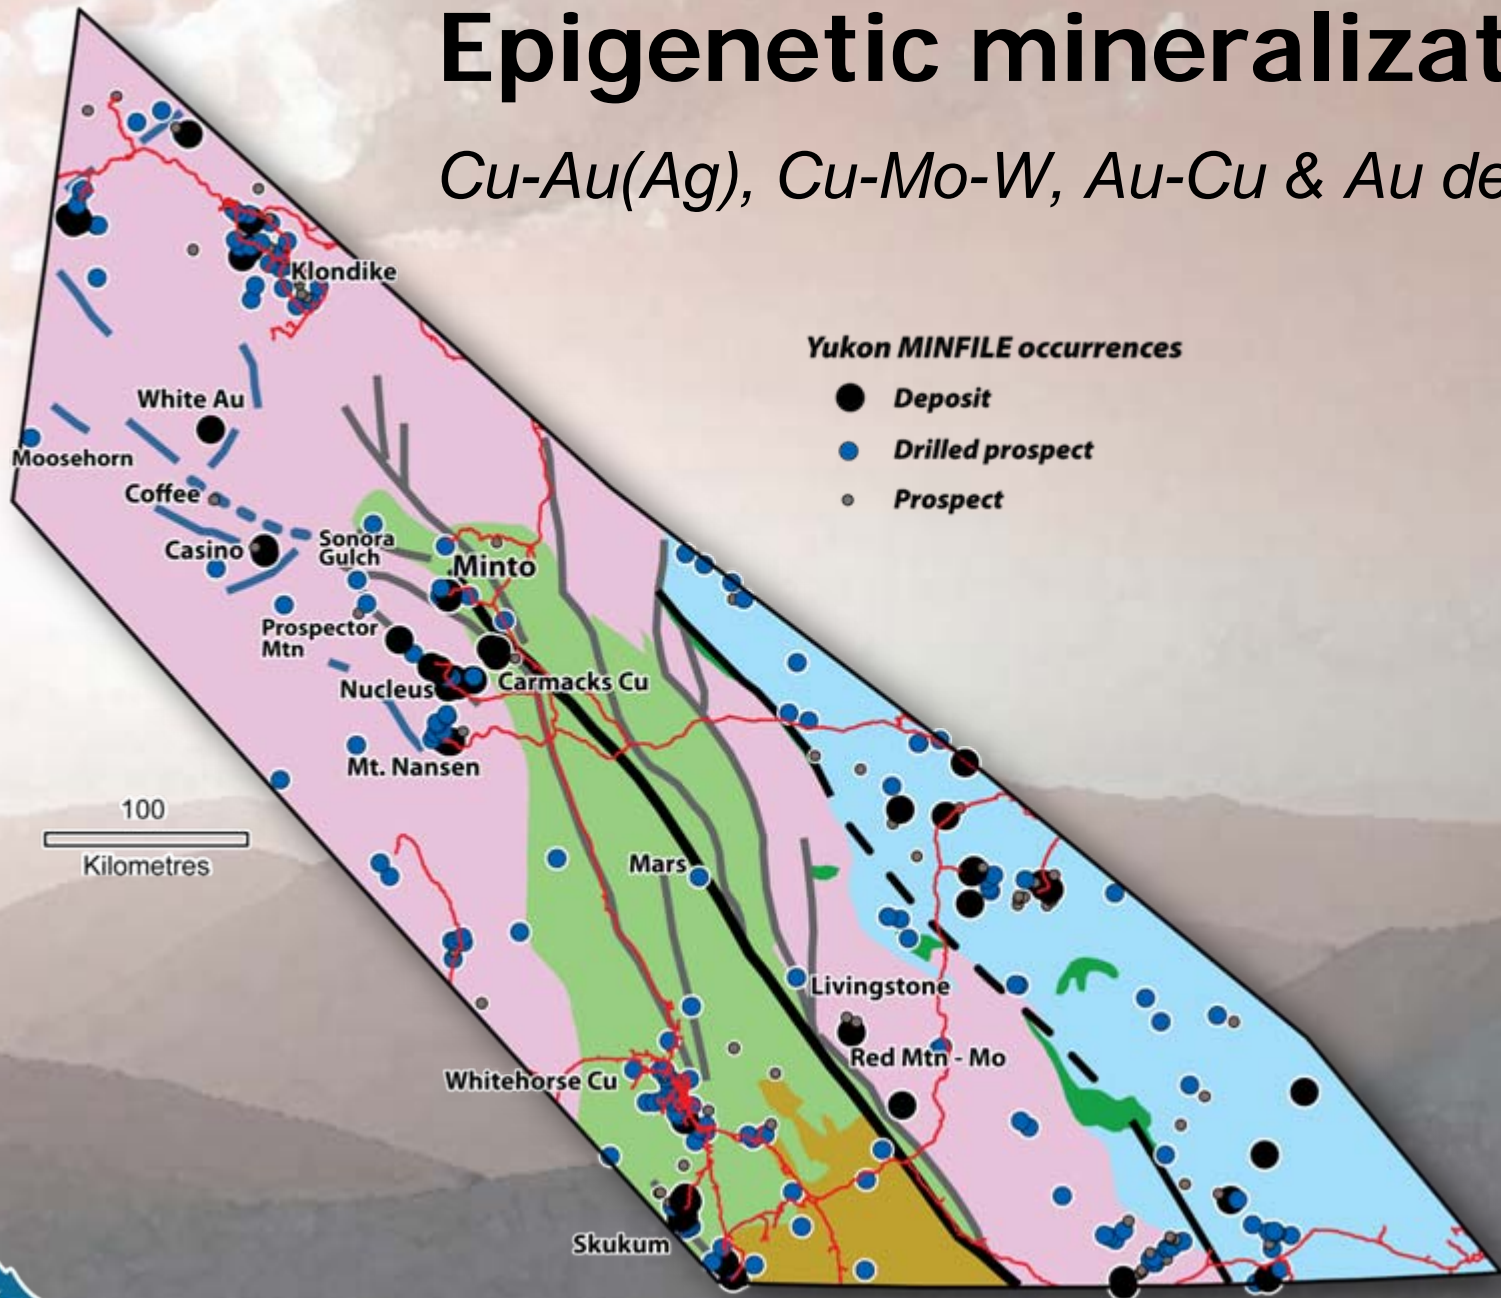 Epigenetic mineralizat
Cu-Au(Ag), Cu-Mo-W, Au-Cu & Au de
Klondike
Yukon MINFILE occurrences
Deposit
Drilled prospect
Prospect
White Au
Moosehorn
Coffee
Casino
Sonora
Gulch
Minto
Prospector
Mtn
Nucleus
Carmacks Cu
Mt. Nansen
100
Kilometres
Mars
Livingstone
Red Mtn - Mo
Whitehorse Cu
Skukum